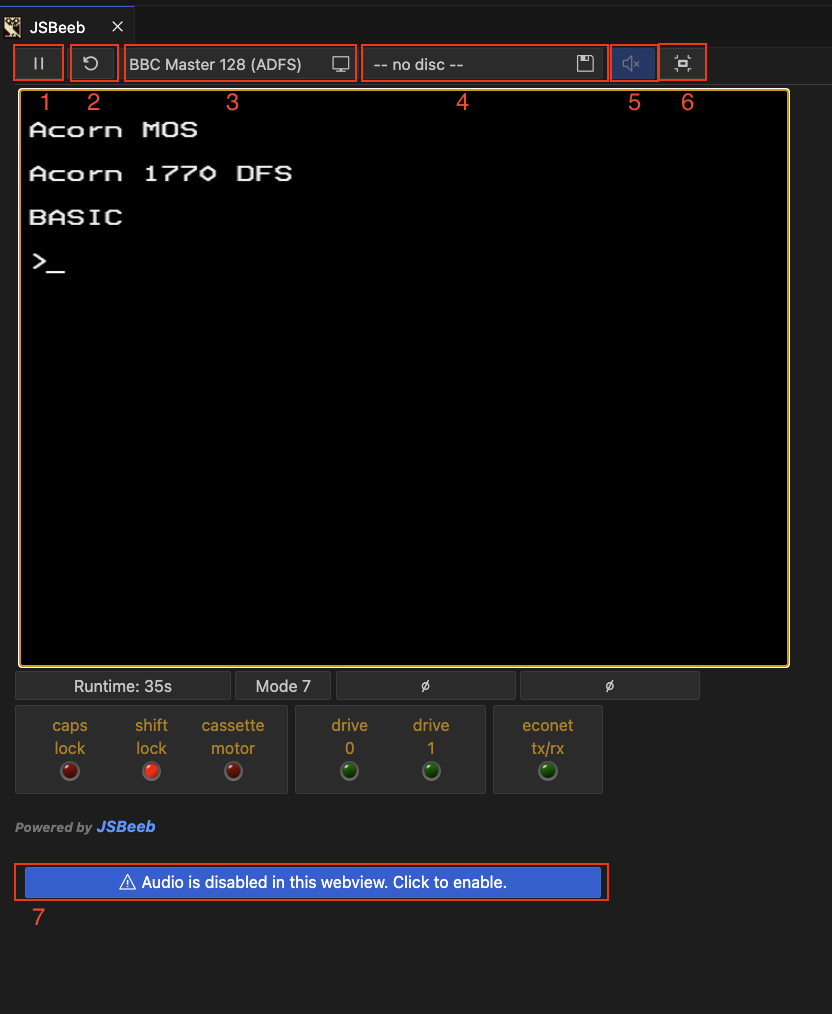 JSBeeb
BBC Master 128 (ADFS)
-- no disc --
1 2 3 4 5 6
Acorn MOS
Acorn 1770 DFS
BASIC
>_
Runtime: 35s
Mode 7
ø
ø
caps lock
shift lock
cassette motor
drive 0
drive 1
econet tx/rx
Powered by JSBeeb
Audio is disabled in this webview. Click to enable.
7